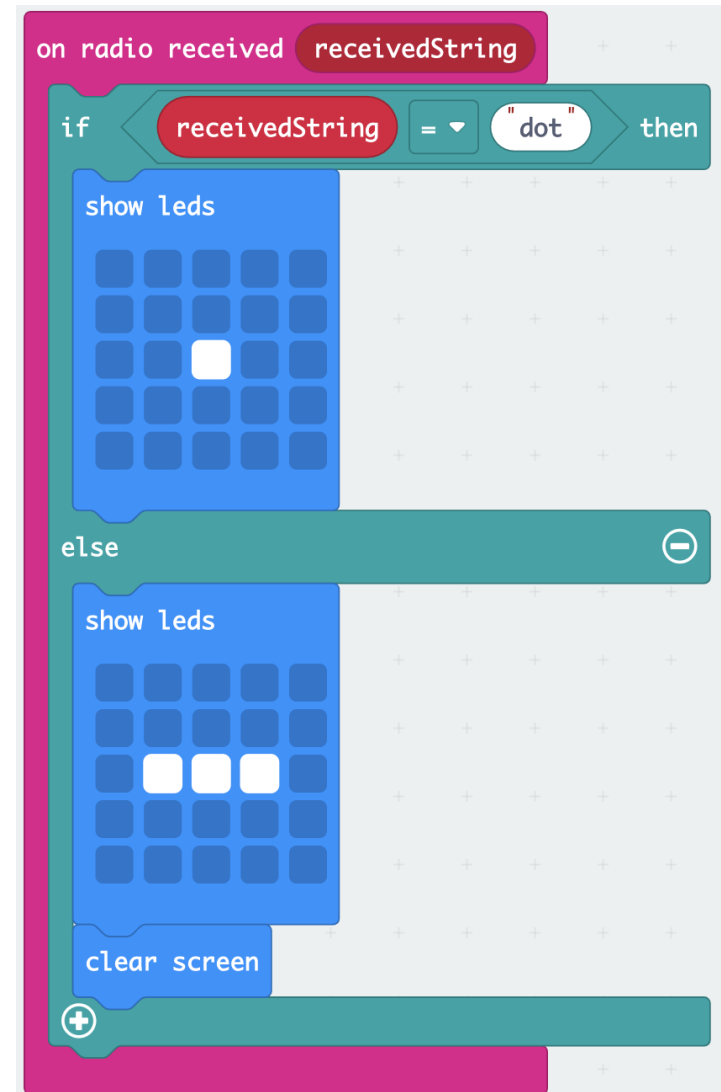 on radio received receivedString
if receivedString = "dot" then
show leds
else
show leds
clear screen